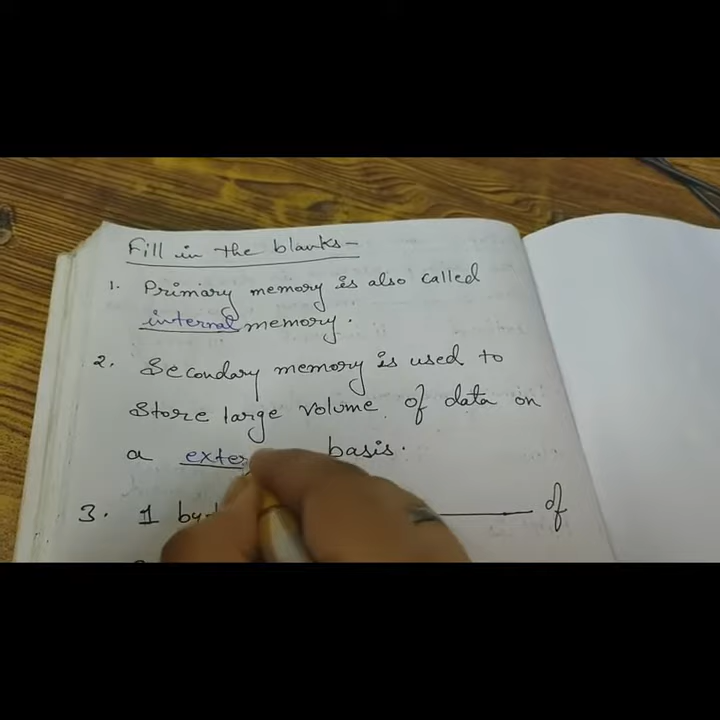 Fill in the blanks-
1. Primary memory is also called
internal memory.
2. Secondary memory is used to
store large volume of data on
a exter basis.
3. 1 of